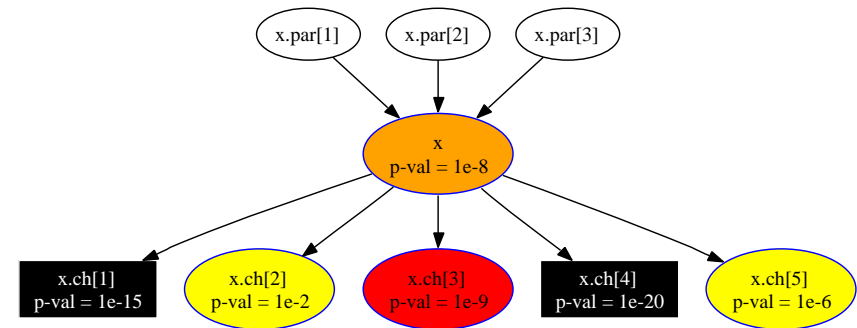 x.par[1]
x.par[2]
x.par[3]
x
p-val = 1e-8
x.ch[1]
p-val = 1e-15
x.ch[2]
p-val = 1e-2
x.ch[3]
p-val = 1e-9
x.ch[4]
p-val = 1e-20
x.ch[5]
p-val = 1e-6